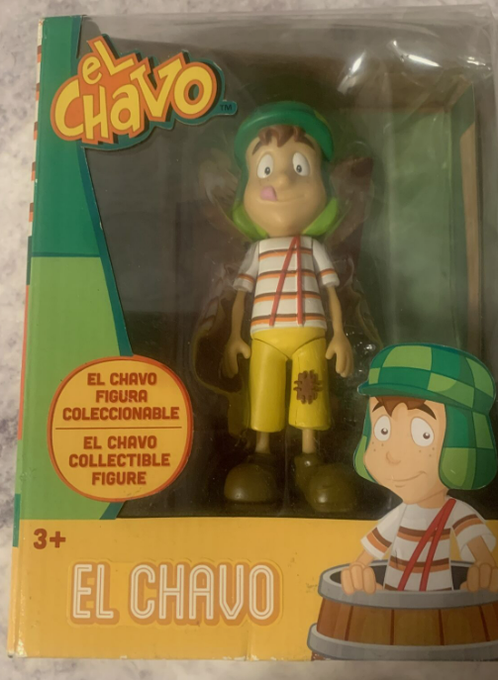 eL
CHaVO
TM
EL CHAVO
FIGURA
COLECCIONABLE
EL CHAVO
COLLECTIBLE
FIGURE
3+
EL CHAVO